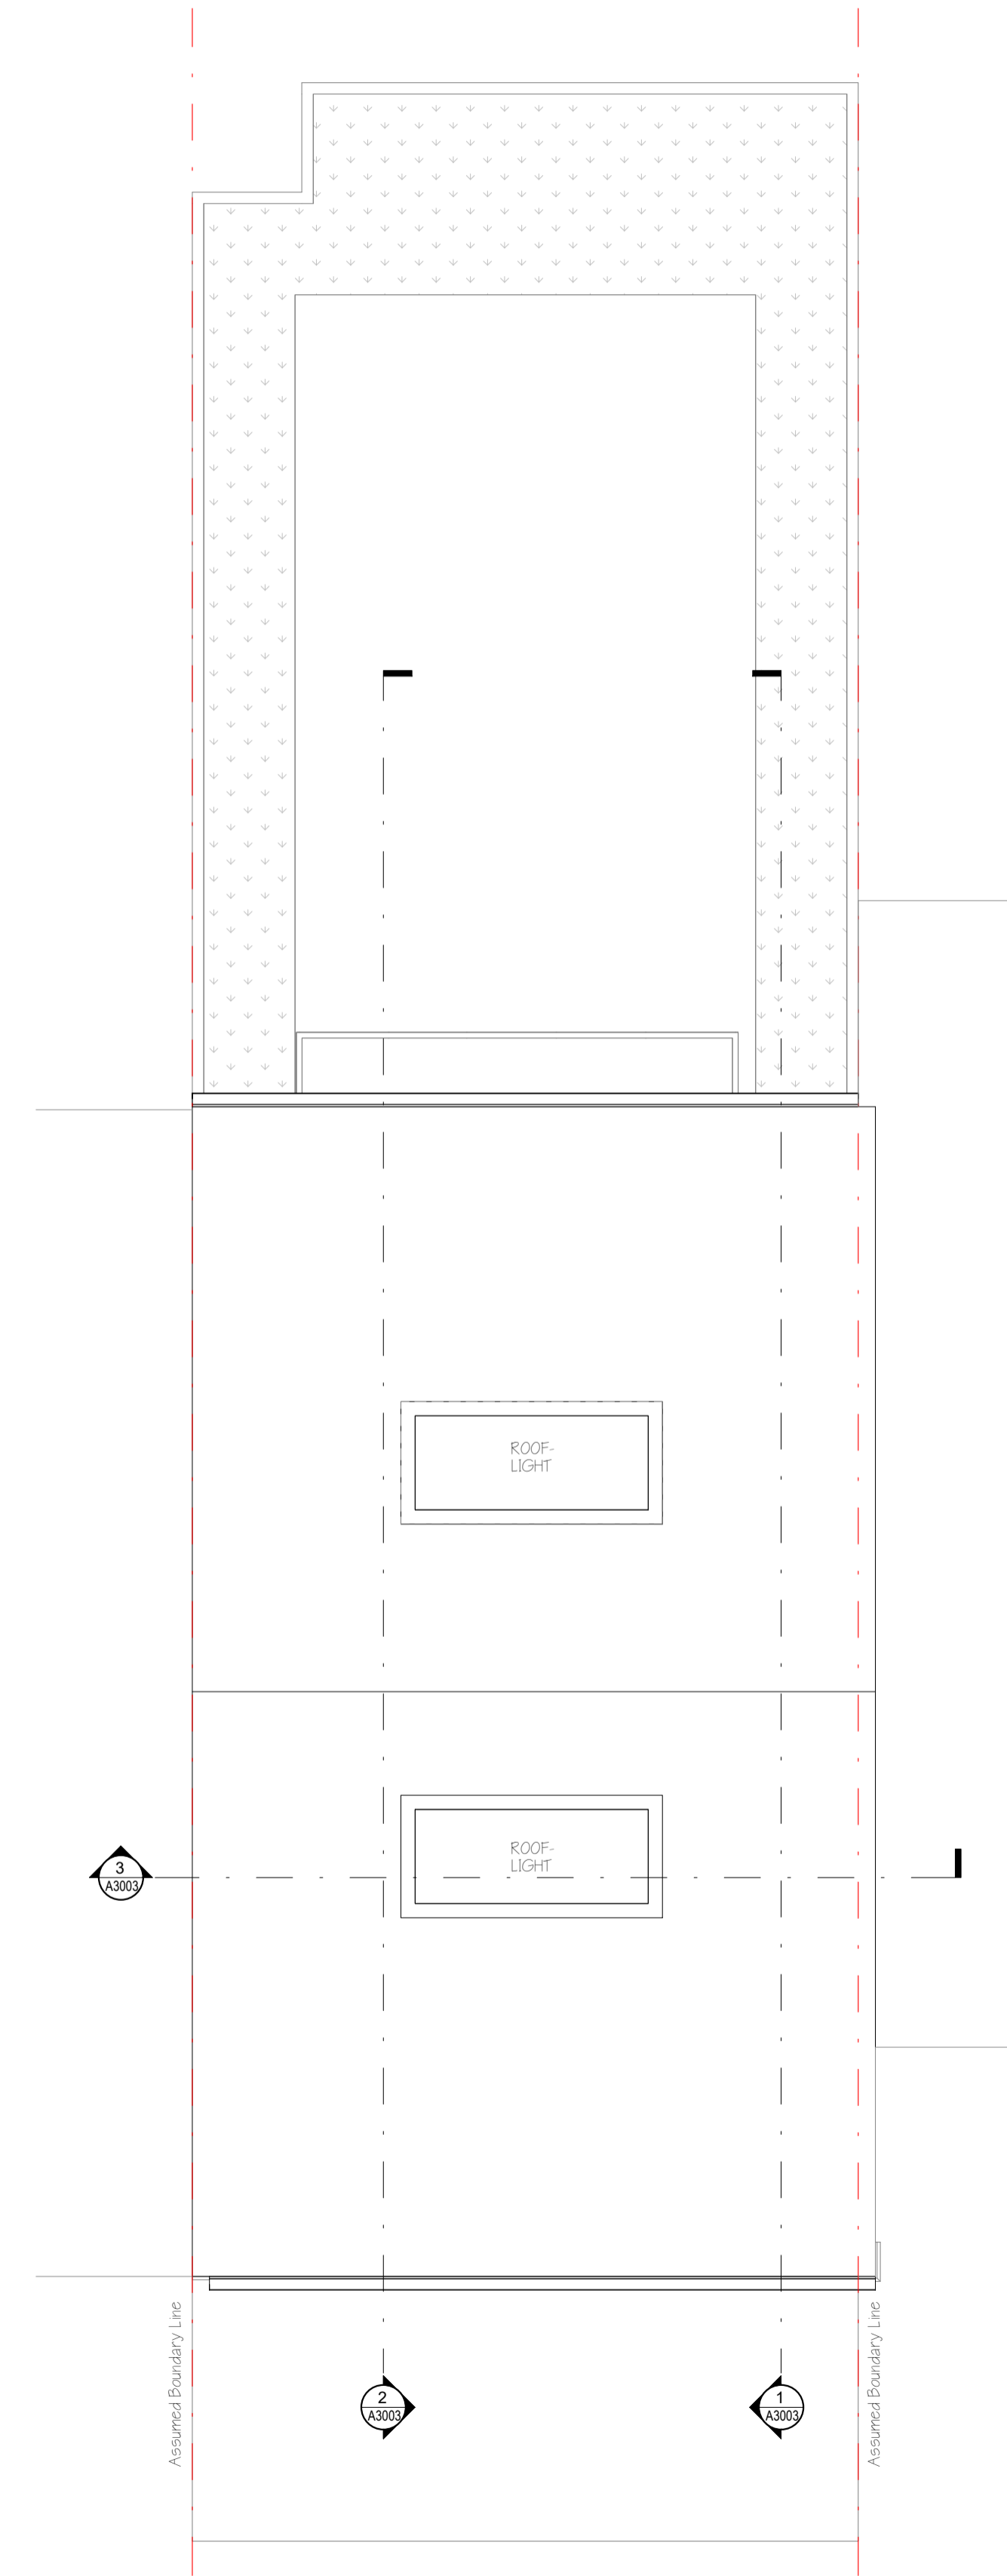 ROOF-
LIGHT
ROOF-
LIGHT
3
A3003
Assumed Boundary Line
Assumed Boundary Line
2
A3003
1
A3003